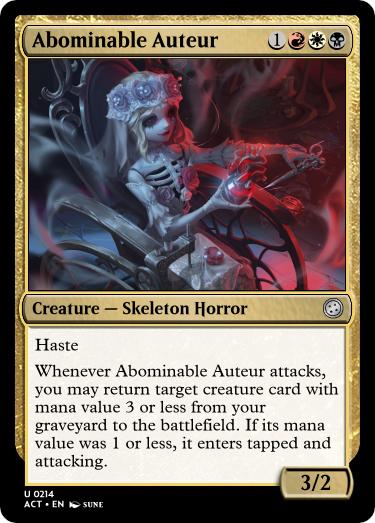 Abominable Auteur 1
Creature — Skeleton Horror
Haste
Whenever Abominable Auteur attacks,
you may return target creature card with
mana value 3 or less from your
graveyard to the battlefield. If its mana
value was 1 or less, it enters tapped and
attacking.
3/2
U 0214
ACT • EN SUNE